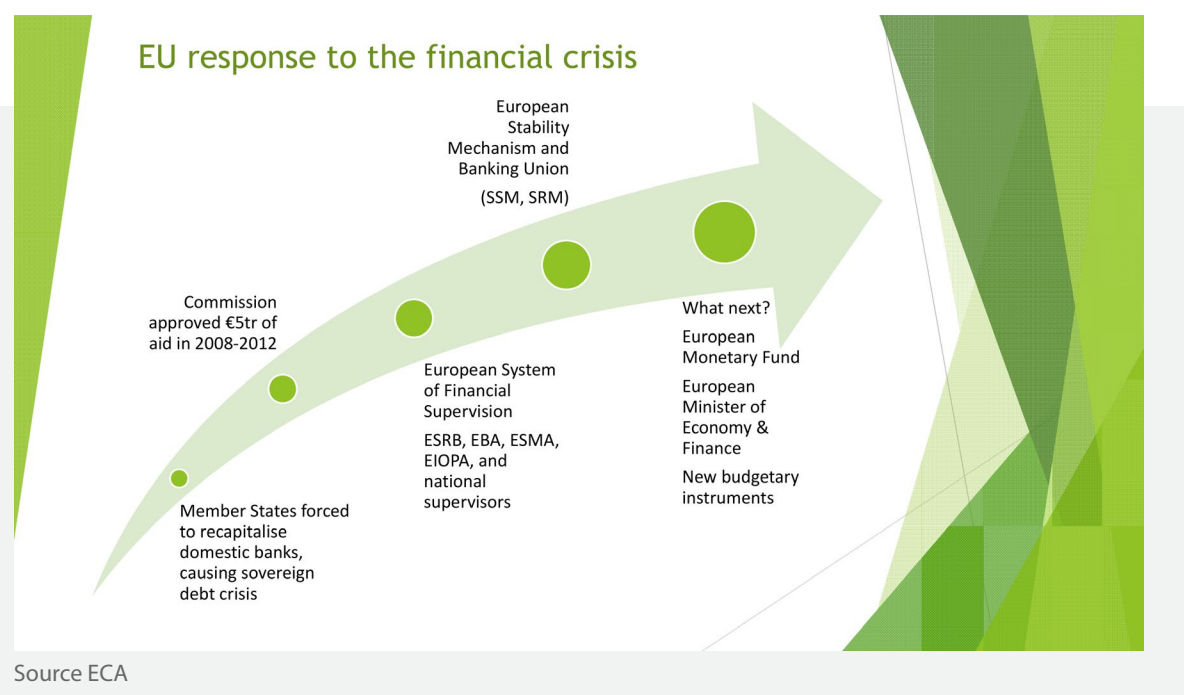 EU response to the financial crisis
European
Stability
Mechanism and
Banking Union
(SSM, SRM)
Commission
approved €5tr of
aid in 2008-2012
What next?
European
Monetary Fund
European
Minister of
Economy &
Finance
New budgetary
instruments
European System
of Financial
Supervision
ESRB, EBA, ESMA,
EIOPA, and
national
supervisors
Member States forced
to recapitalise
domestic banks,
causing sovereign
debt crisis
Source ECA